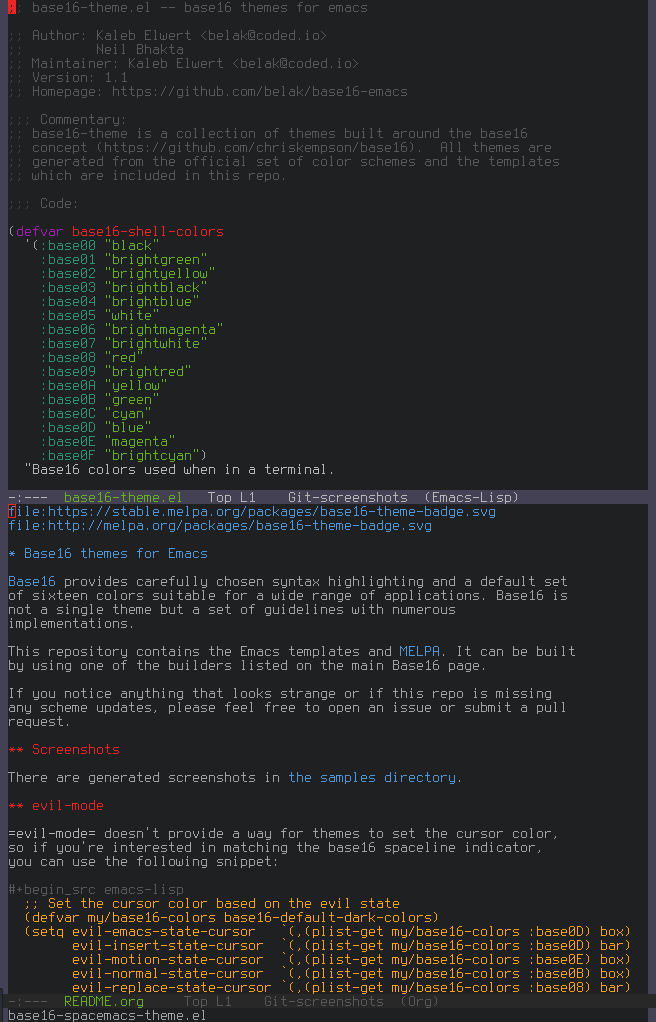 ;; base16-theme.el -- base16 themes for emacs
;; Author: Kaleb Elwert <belak@coded.io>
;;         Neil Bhakta
;; Maintainer: Kaleb Elwert <belak@coded.io>
;; Version: 1.1
;; Homepage: https://github.com/belak/base16-emacs
;;; Commentary:
;; base16-theme is a collection of themes built around the base16
;; concept (https://github.com/chriskempson/base16).  All themes are
;; generated from the official set of color schemes and the templates
;; which are included in this repo.
;;; Code:
(defvar base16-shell-colors
  '(:base00 "black"
    :base01 "brightgreen"
    :base02 "brightyellow"
    :base03 "brightblack"
    :base04 "brightblue"
    :base05 "white"
    :base06 "brightmagenta"
    :base07 "brightwhite"
    :base08 "red"
    :base09 "brightred"
    :base0A "yellow"
    :base0B "green"
    :base0C "cyan"
    :base0D "blue"
    :base0E "magenta"
    :base0F "brightcyan")
  "Base16 colors used when in a terminal.
-:---  base16-theme.el   Top L1    Git-screenshots  (Emacs-Lisp)
file:https://stable.melpa.org/packages/base16-theme-badge.svg
file:http://melpa.org/packages/base16-theme-badge.svg
* Base16 themes for Emacs
Base16 provides carefully chosen syntax highlighting and a default set
of sixteen colors suitable for a wide range of applications. Base16 is
not a single theme but a set of guidelines with numerous
implementations.
This repository contains the Emacs templates and MELPA. It can be built
by using one of the builders listed on the main Base16 page.
If you notice anything that looks strange or if this repo is missing
any scheme updates, please feel free to open an issue or submit a pull
request.
** Screenshots
There are generated screenshots in the samples directory.
** evil-mode
=evil-mode= doesn't provide a way for themes to set the cursor color,
so if you're interested in matching the base16 spaceline indicator,
you can use the following snippet:
#+begin_src emacs-lisp
  ;; Set the cursor color based on the evil state
  (defvar my/base16-colors base16-default-dark-colors)
  (setq evil-emacs-state-cursor   `(,(plist-get my/base16-colors :base0D) box)
        evil-insert-state-cursor  `(,(plist-get my/base16-colors :base0D) bar)
        evil-motion-state-cursor  `(,(plist-get my/base16-colors :base0E) box)
        evil-normal-state-cursor  `(,(plist-get my/base16-colors :base0B) box)
        evil-replace-state-cursor `(,(plist-get my/base16-colors :base08) bar)
-:---  README.org     Top L1    Git-screenshots  (Org)
base16-spacemacs-theme.el